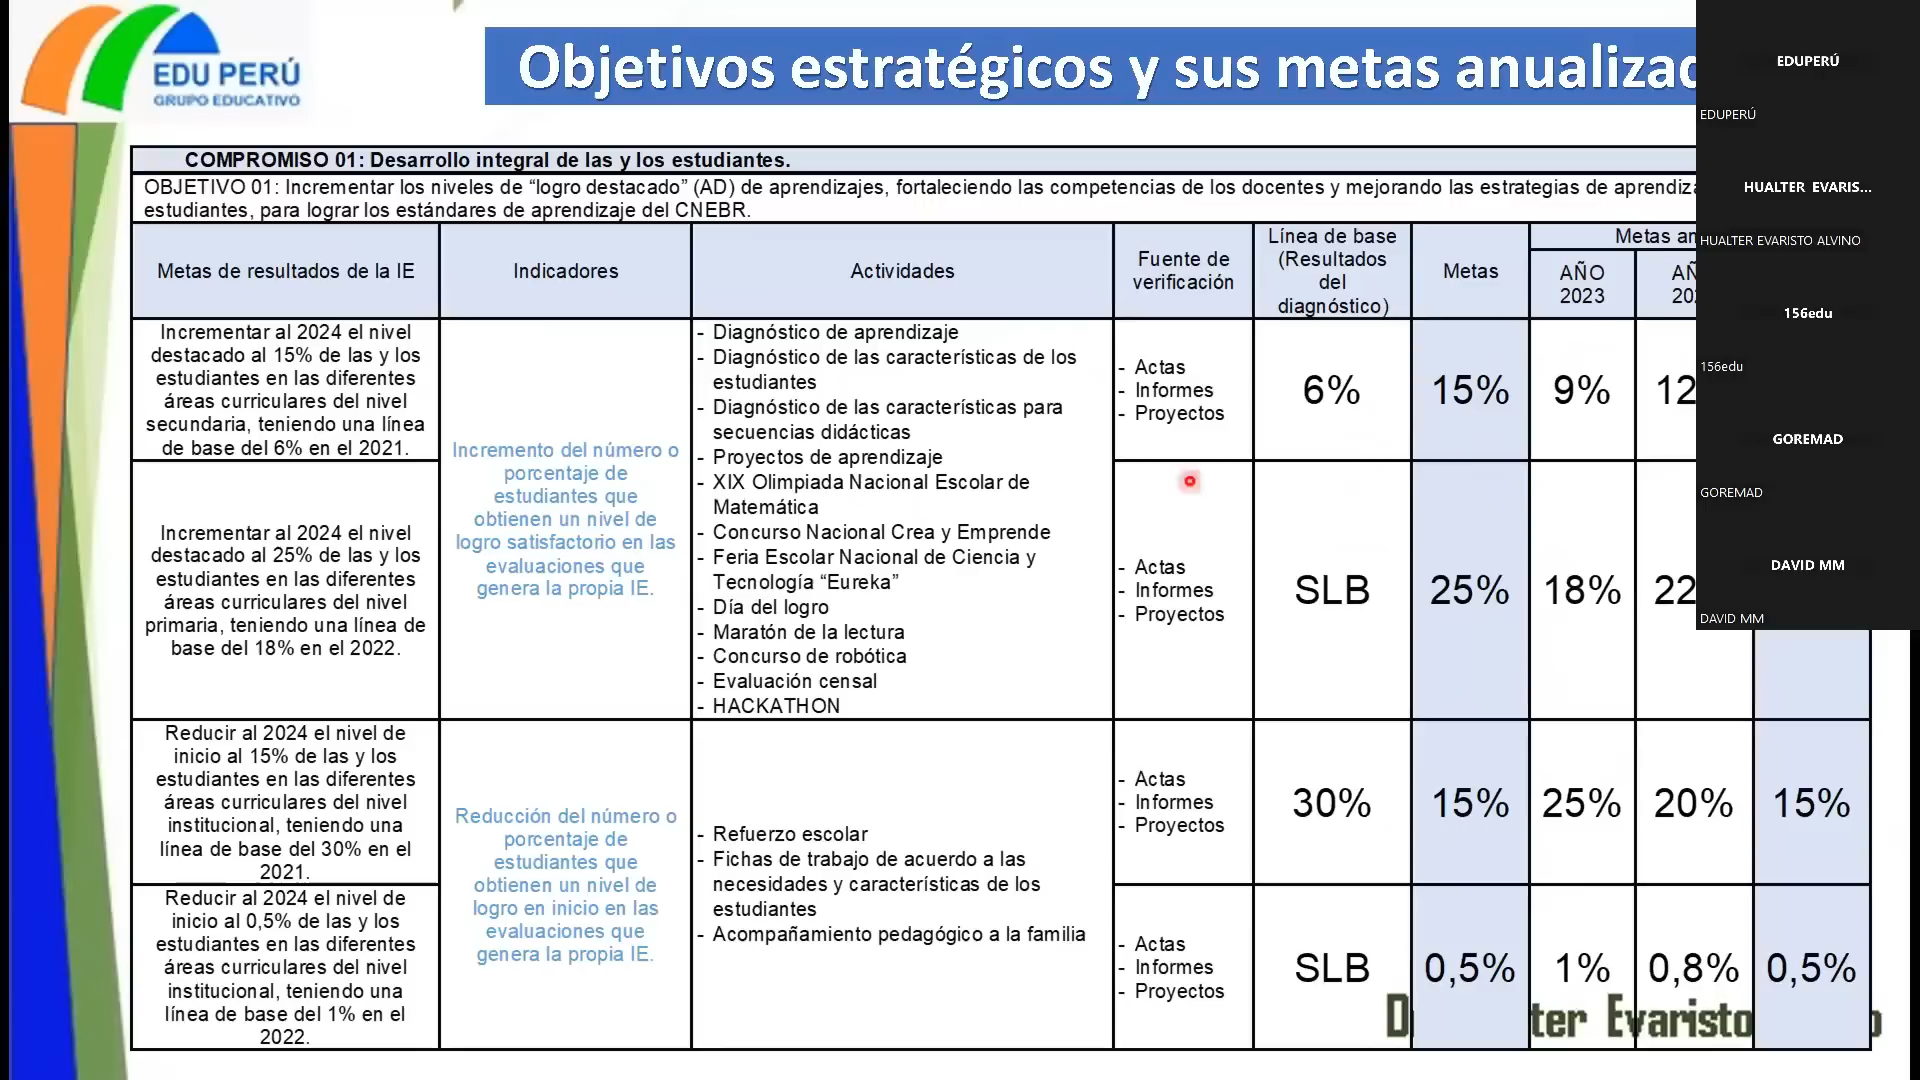 EDU PERÚ
GRUPO EDUCATIVO
Objetivos estratégicos y sus metas anualizad
COMPROMISO 01: Desarrollo integral de las y los estudiantes.
OBJETIVO 01: Incrementar los niveles de “logro destacado” (AD) de aprendizajes, fortaleciendo las competencias de los docentes y mejorando las estrategias de aprendiza
estudiantes, para lograr los estándares de aprendizaje del CNEBR.
Metas de resultados de la IE
Indicadores
Actividades
Fuente de
verificación
Línea de base
(Resultados
del
diagnóstico)
Metas
Metas an
AÑO
2023
Incrementar al 2024 el nivel
destacado al 15% de las y los
estudiantes en las diferentes
áreas curriculares del nivel
secundaria, teniendo una línea
de base del 6% en el 2021.
Incremento del número o
porcentaje de
estudiantes que
obtienen un nivel de
logro satisfactorio en las
evaluaciones que
genera la propia IE.
- Diagnóstico de aprendizaje
- Diagnóstico de las características de los
estudiantes
- Diagnóstico de las características para
secuencias didácticas
- Proyectos de aprendizaje
- XIX Olimpiada Nacional Escolar de
Matemática
- Concurso Nacional Crea y Emprende
- Feria Escolar Nacional de Ciencia y
Tecnología “Eureka”
- Día del logro
- Maratón de la lectura
- Concurso de robótica
- Evaluación censal
- HACKATHON
- Actas
- Informes
- Proyectos
6%
15%
9%
12
Incrementar al 2024 el nivel
destacado al 25% de las y los
estudiantes en las diferentes
áreas curriculares del nivel
primaria, teniendo una línea de
base del 18% en el 2022.
- Actas
- Informes
- Proyectos
SLB
25%
18%
22
Reducir al 2024 el nivel de
inicio al 15% de las y los
estudiantes en las diferentes
áreas curriculares del nivel
institucional, teniendo una
línea de base del 30% en el
2021.
Reducción del número o
porcentaje de
estudiantes que
obtienen un nivel de
logro en inicio en las
evaluaciones que
genera la propia IE.
- Refuerzo escolar
- Fichas de trabajo de acuerdo a las
necesidades y características de los
estudiantes
- Acompañamiento pedagógico a la familia
- Actas
- Informes
- Proyectos
30%
15%
25%
20%
15%
Reducir al 2024 el nivel de
inicio al 0,5% de las y los
estudiantes en las diferentes
áreas curriculares del nivel
institucional, teniendo una
línea de base del 1% en el
2022.
- Actas
- Informes
- Proyectos
SLB
0,5%
1%
0,8%
0,5%
ter Evaristo
EDUPERÚ
EDUPERÚ
HUALTER EVARIS...
HUALTER EVARISTO ALVINO
156edu
156edu
GOREMAD
GOREMAD
DAVID MM
DAVID MM